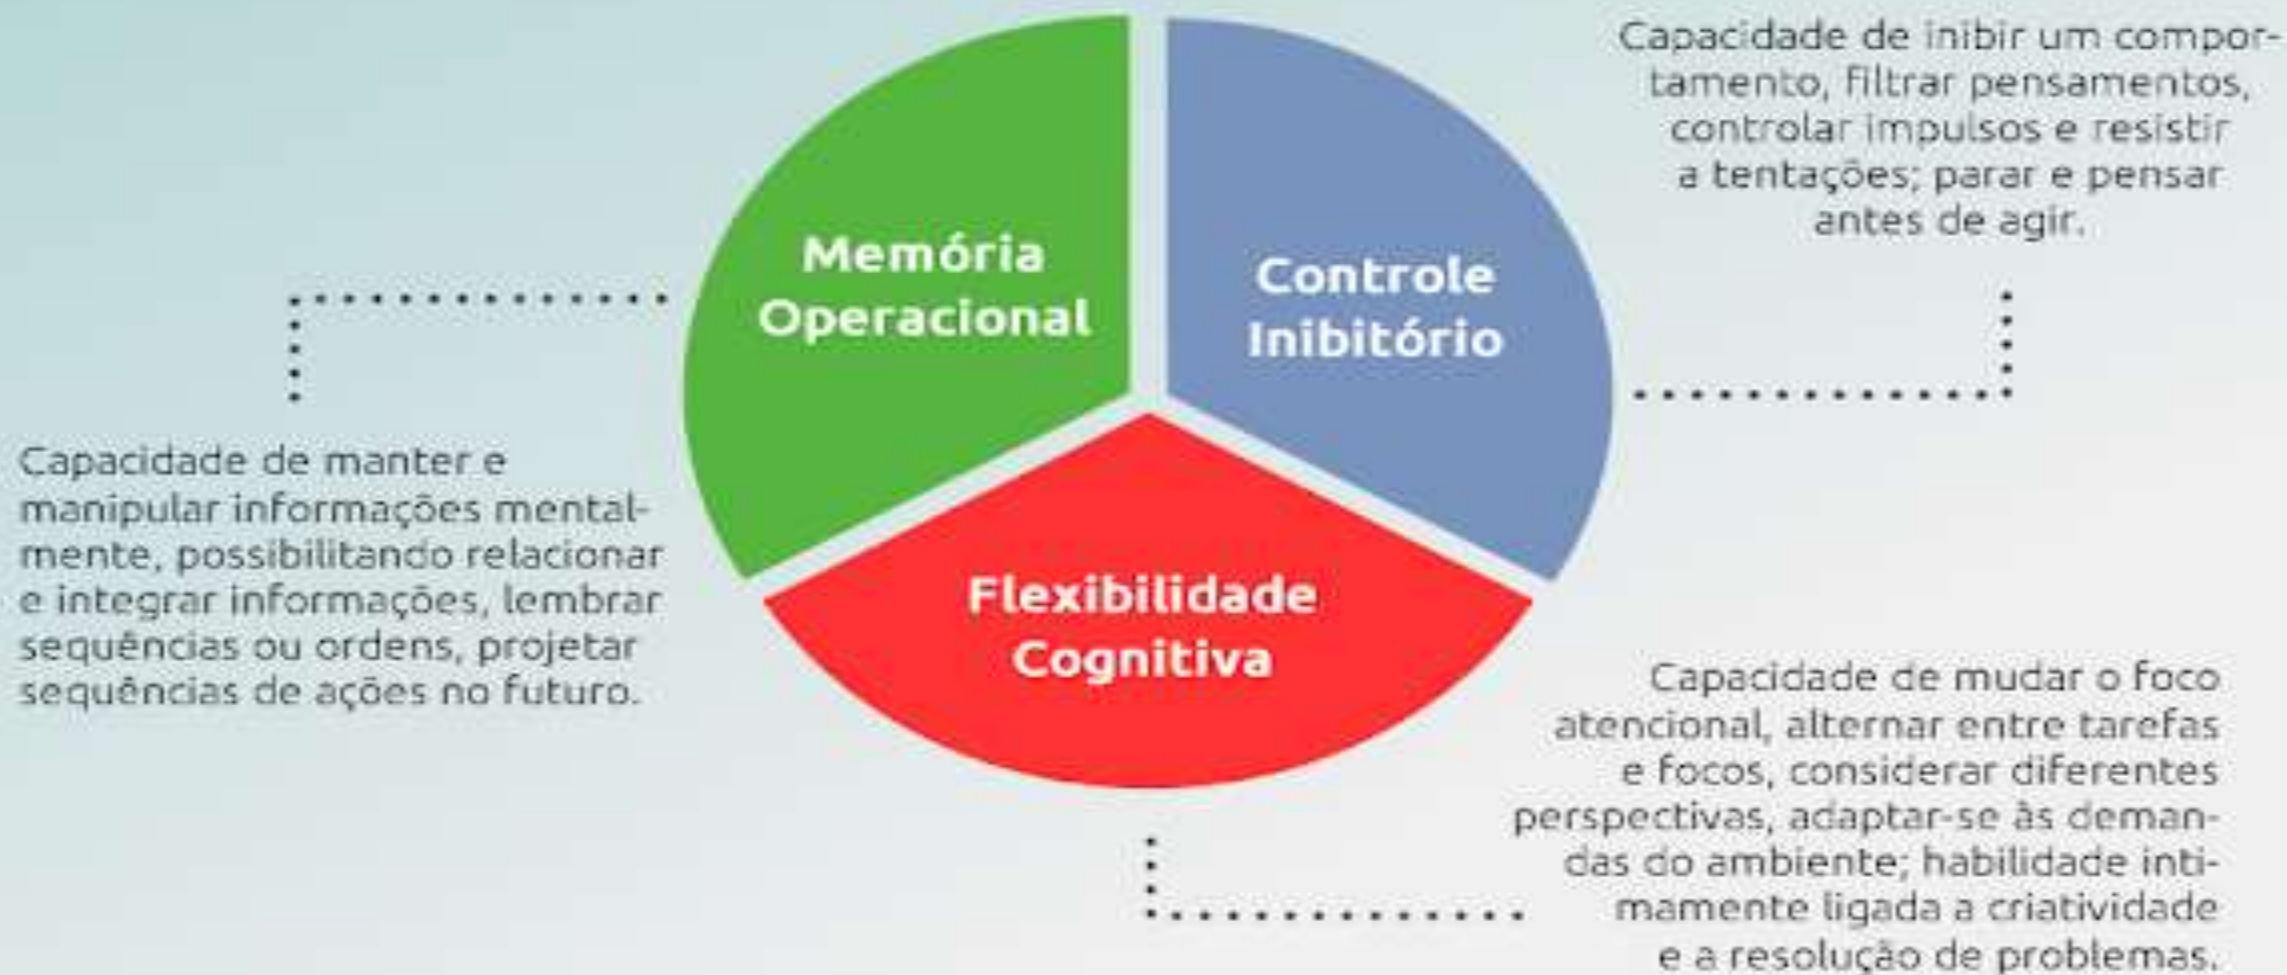 Memória
Operacional
Capacidade de manter e
manipular informações mental-
mente, possibilitando relacionar
e integrar informações, lembrar
sequências ou ordens, projetar
sequências de ações no futuro.
Controle
Inibitório
Capacidade de inibir um compor-
tamento, filtrar pensamentos,
controlar impulsos e resistir
a tentações; parar e pensar
antes de agir.
Flexibilidade
Cognitiva
Capacidade de mudar o foco
atencional, alternar entre tarefas
e focos, considerar diferentes
perspectivas, adaptar-se às deman-
das do ambiente; habilidade inti-
mamente ligada a criatividade
e a resolução de problemas.